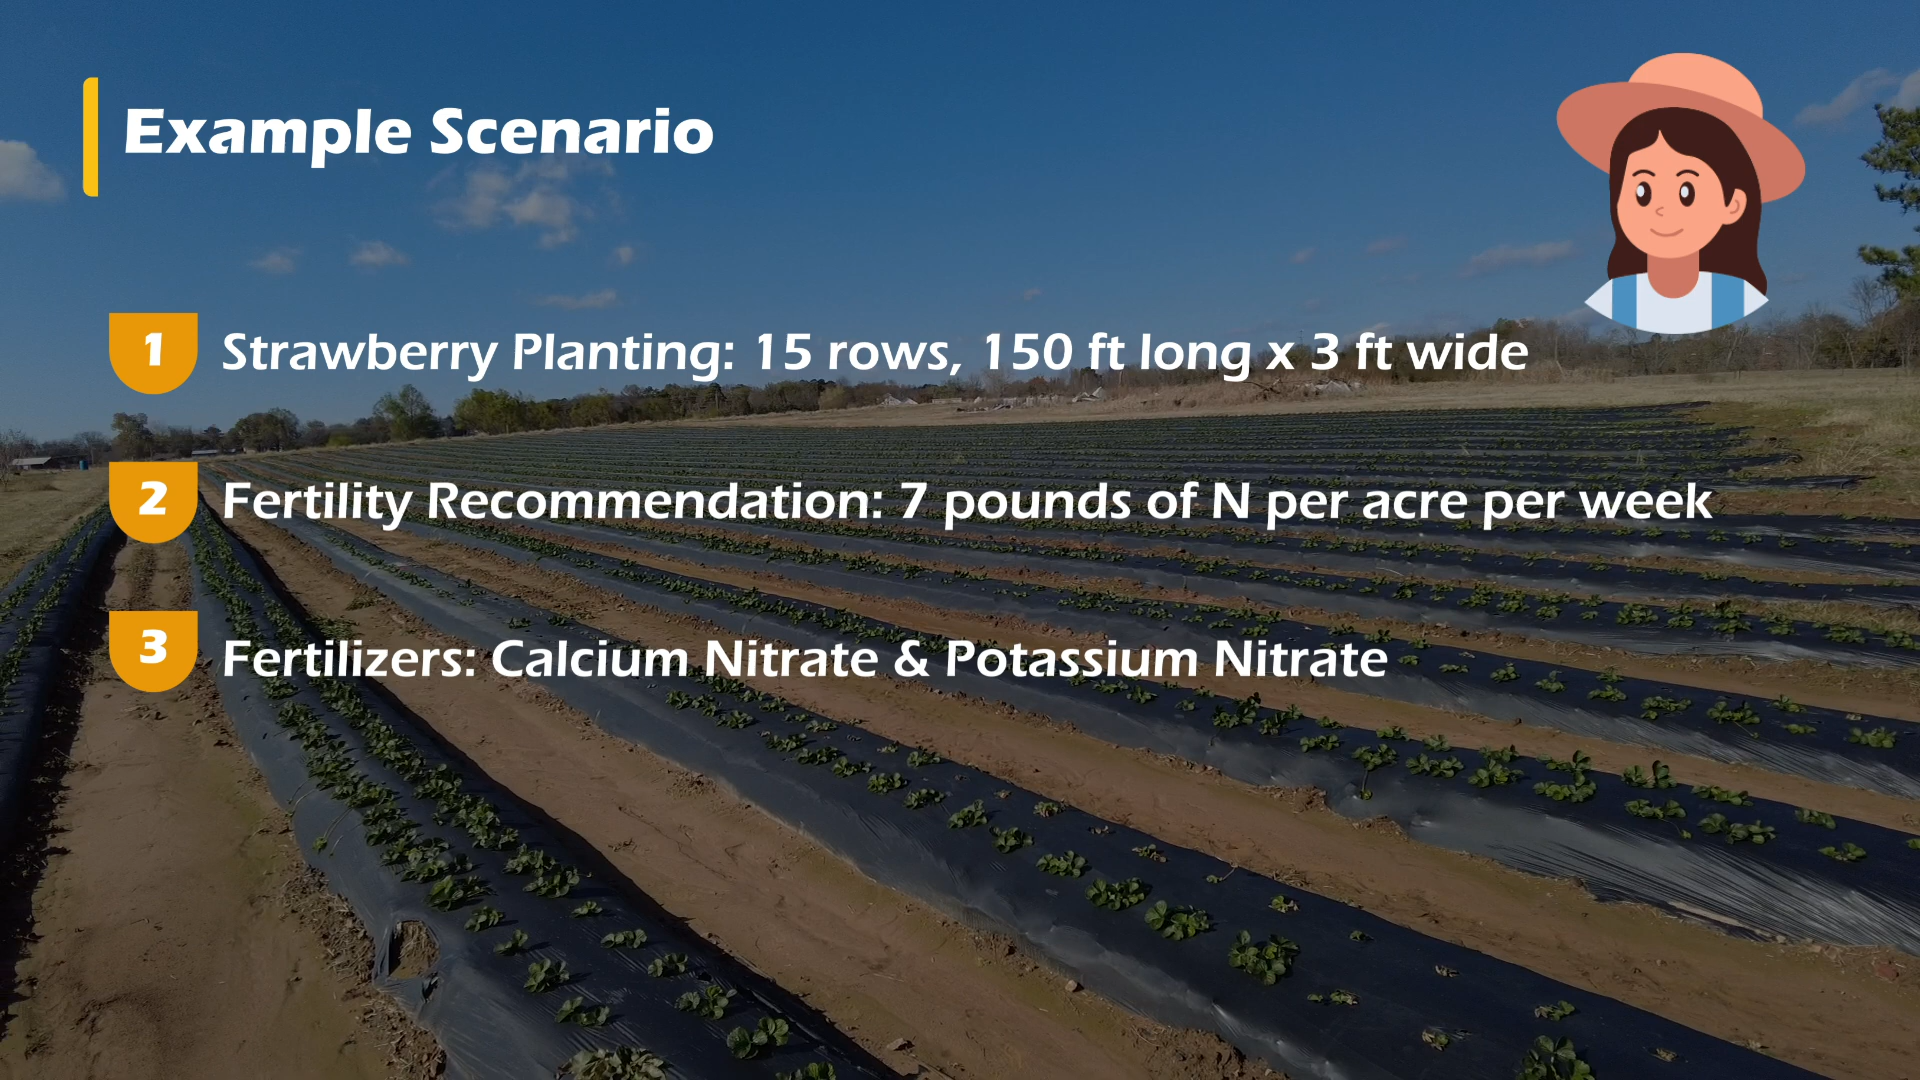 Example Scenario
1 Strawberry Planting: 15 rows, 150 ft long x 3 ft wide
2 Fertility Recommendation: 7 pounds of N per acre per week
3 Fertilizers: Calcium Nitrate & Potassium Nitrate